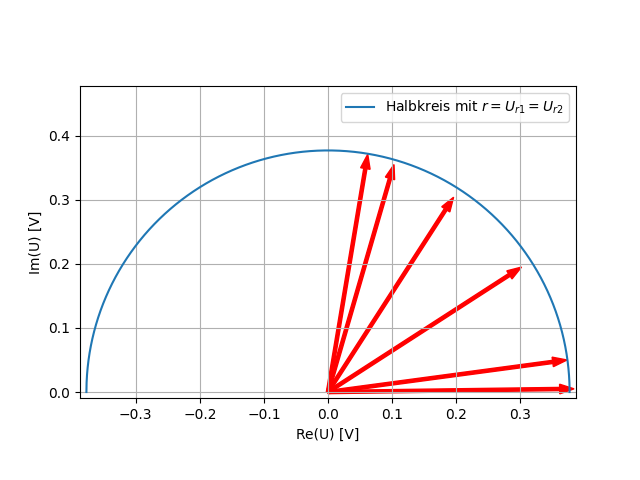 Halbkreis mit r = U_{r1} = U_{r2}
0.4
0.3
0.2
0.1
0.0
Im(U) [V]
−0.3 −0.2 −0.1 0.0 0.1 0.2 0.3
Re(U) [V]